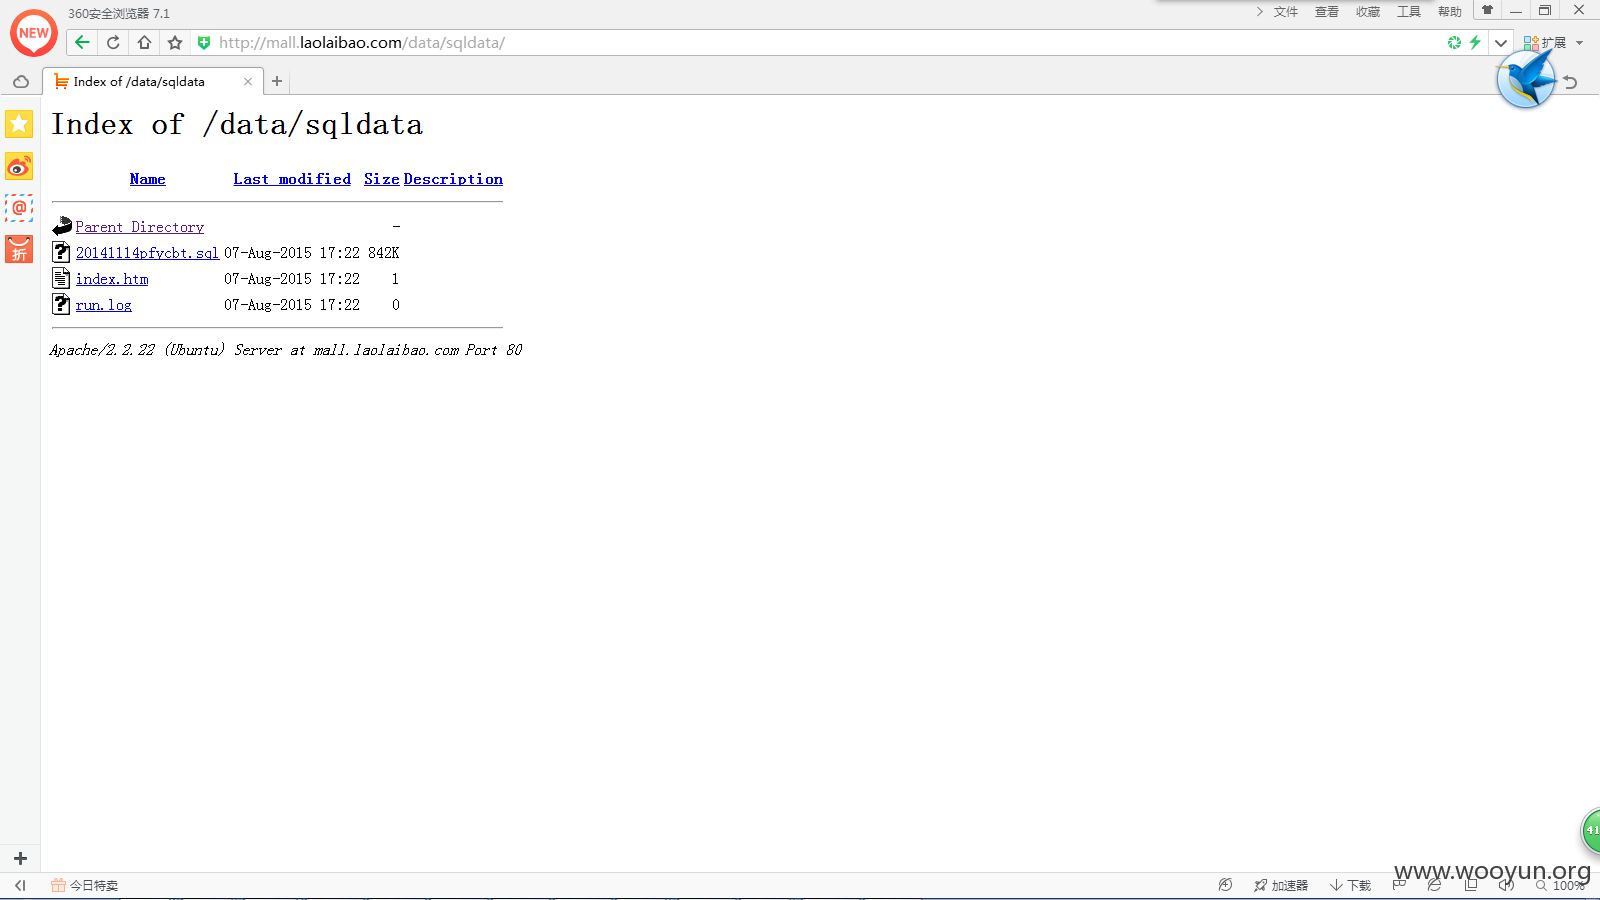 360安全浏览器 7.1
文件 查看 收藏 工具 帮助
NEW
http://mall.laolaibao.com/data/sqldata/
扩展
Index of /data/sqldata
Index of /data/sqldata
Name Last modified Size Description
Parent Directory -
20141114pfycbt.sql 07-Aug-2015 17:22 842K
index.htm 07-Aug-2015 17:22 1
run.log 07-Aug-2015 17:22 0
Apache/2.2.22 (Ubuntu) Server at mall.laolaibao.com Port 80
@
折
41
www.wooyun.org
今日特卖
加速器 下载 100%